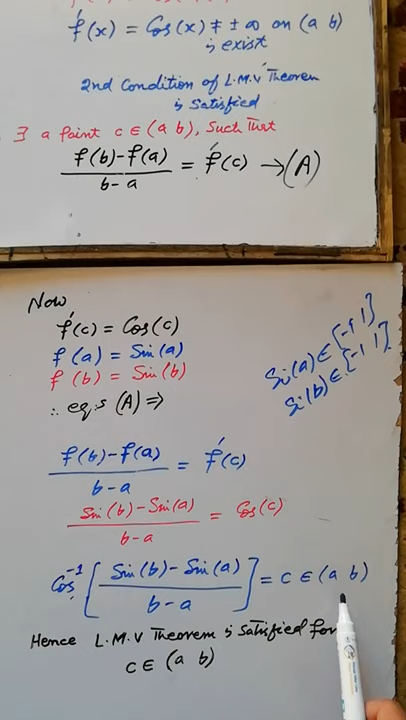 f'(x) = Cos(x) ≠ ± ∞ on (a b)
is exist
2nd Condition of L.M.V Theorem
is Satisfied
∃ a Point c ∈ (a b), Such That
f(b)-f(a) / b-a = f'(c) → (A)
Now
f'(c) = Cos(c)
f(a) = Sin(a)
f(b) = Sin(b)
∴ eq.s (A) ⇒
Sin(a) ∈ [-1 1]
Sin(b) ∈ [-1 1]
f(b)-f(a) / b-a = f'(c)
Sin(b)-Sin(a) / b-a = Cos(c)
Cos⁻¹ [ Sin(b)-Sin(a) / b-a ] = c ∈ (a b)
Hence L.M.V Theorem is Satisfied for
c ∈ (a b)